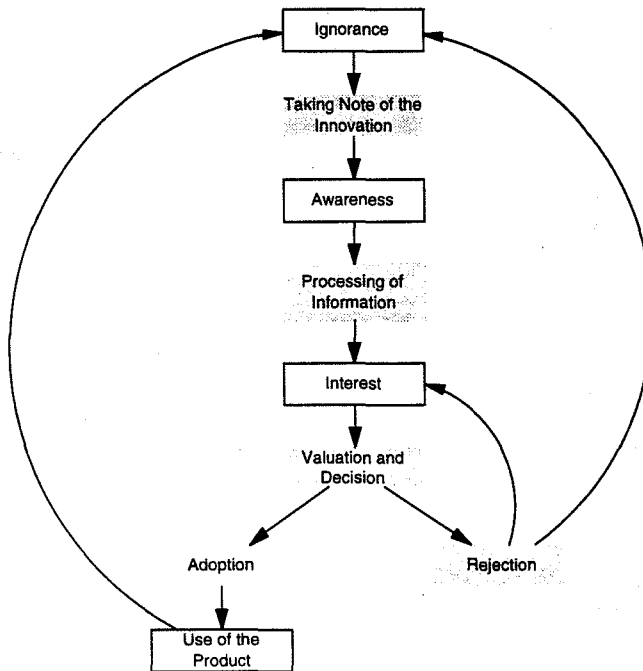 Ignorance
Taking Note of the
Innovation
Awareness
Processing of
Information
Interest
Valuation and
Decision
Adoption
Rejection
Use of the
Product